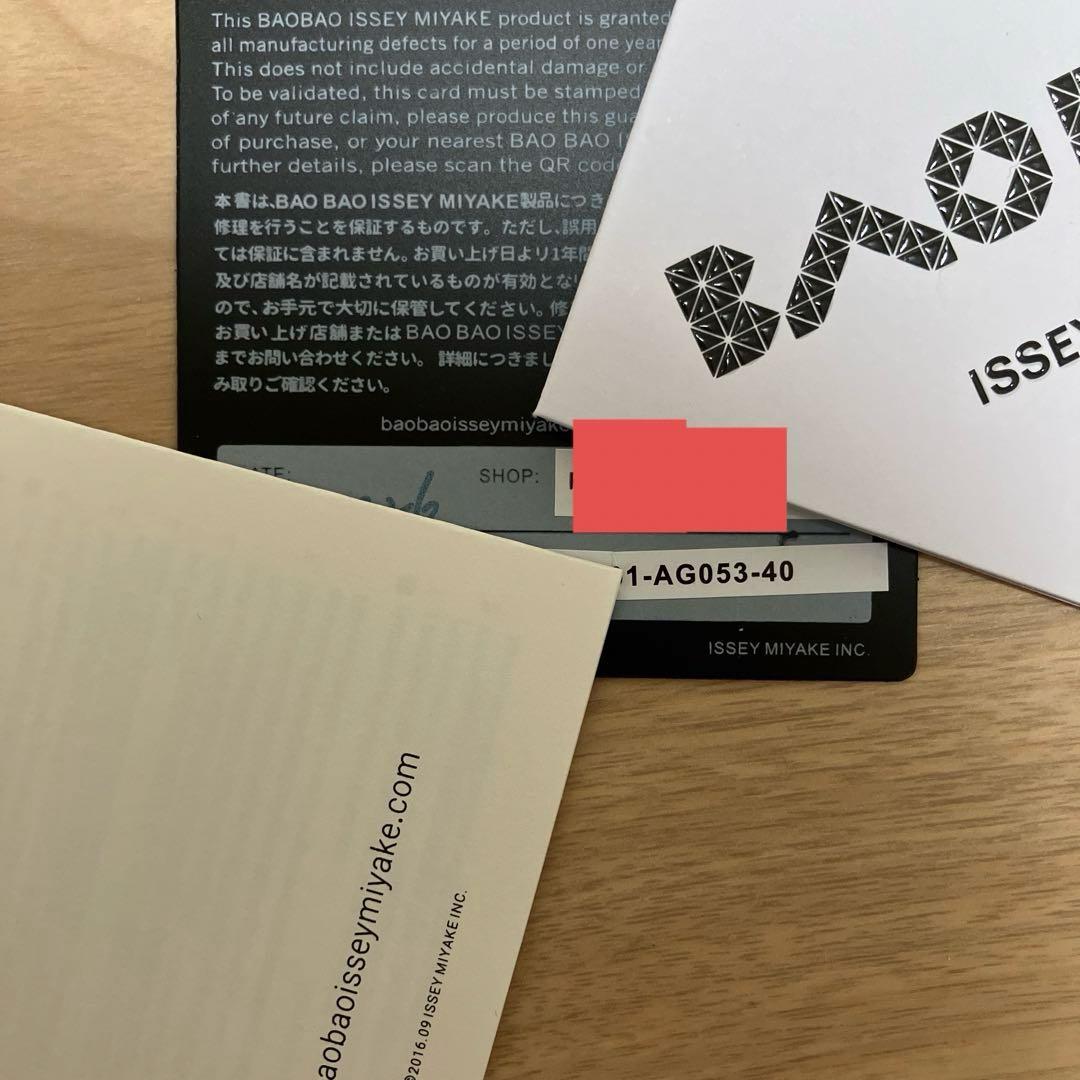 This BAOBAO ISSEY MIYAKE product is granted
all manufacturing defects for a period of one year
This does not include accidental damage or
To be validated, this card must be stamped
of any future claim, please produce this
of purchase, or your nearest BAO BAO
further details, please scan the QR code
本書は、BAO BAO ISSEY MIYAKE製品につき
修理を行うことを保証するものです。ただし、誤用
ては保証に含まれません。お買い上げ日より1年間
及び店舗名が記載されているものが有効とな
ので、お手元で大切に保管してください。修
お買い上げ店舗またはBAO BAO ISSEY
までお問い合わせください。 詳細につきまし
み取りご確認ください。
baobaoisseymiyake
SHOP:
1-AG053-40
ISSEY MIYAKE INC.
BAO
ISSEY
aobaoisseymiyake.com
©2016.09 ISSEY MIYAKE INC.